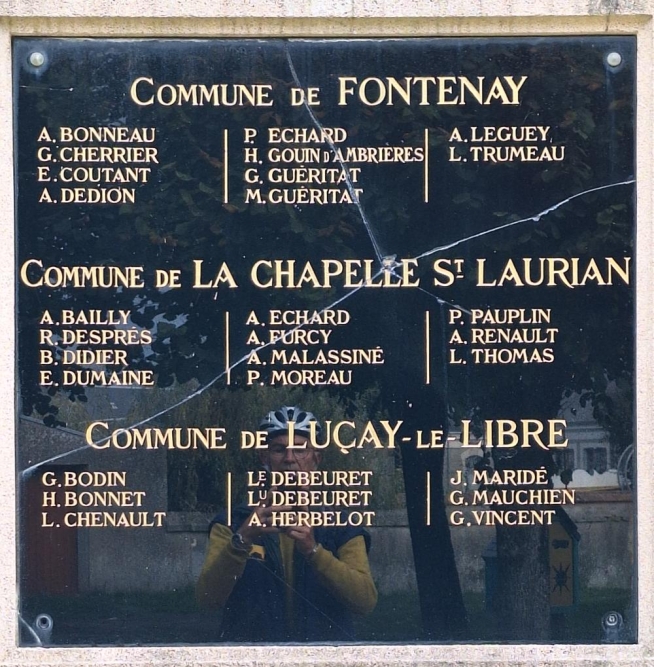 COMMUNE DE FONTENAY
A. BONNEAU
G. CHERRIER
E. COUTANT
A. DEDION
P. ECHARD
H. GOUIN D'AMBRIÈRES
G. GUÉRITAT
M. GUÉRITAT
A. LEGUEY
L. TRUMEAU
COMMUNE DE LA CHAPELLE ST LAURIAN
A. BAILLY
R. DESPRÉS
B. DIDIER
E. DUMAINE
A. ECHARD
A. FURCY
A. MALASSINÉ
P. MOREAU
P. PAUPLIN
A. RENAULT
L. THOMAS
COMMUNE DE LUÇAY-LE-LIBRE
G. BODIN
H. BONNET
L. CHENAULT
LE DEBEURET
LU DEBEURET
A. HERBELOT
J. MARIDÉ
G. MAUCHIEN
G. VINCENT